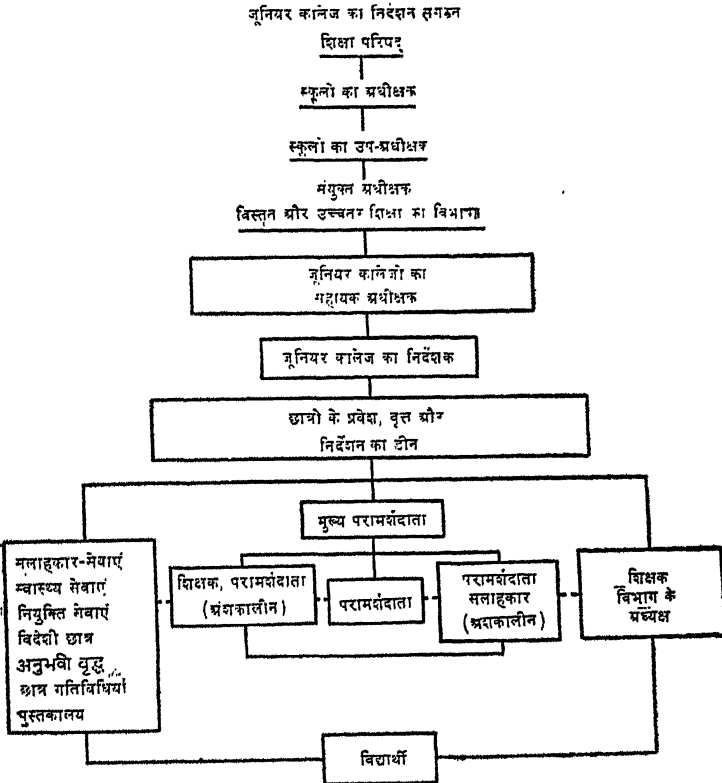 जूनियर कालेज का निदेशन सगठन
शिक्षा परिषद्
स्कूलो का अधीक्षक
स्कूलो का उप-अधीक्षक
संयुक्त अधीक्षक
विस्तृत और उच्चतर शिक्षा का विभाग
जूनियर कालेजो का
सहायक अधीक्षक
जूनियर कालेज का निर्देशक
छात्रो के प्रवेश, वृत्त और
निर्देशन का डीन
मुख्य परामर्शदाता
सलाहकार-सेवाएं
स्वास्थ्य सेवाएं
नियुक्ति सेवाएं
विदेशी छात्र
अनुभवी वृद्ध
छात्र गतिविधियाँ
पुस्तकालय
शिक्षक, परामर्शदाता
(अंशकालीन)
परामर्शदाता
परामर्शदाता
सलाहकार
(अशकालीन)
शिक्षक
विभाग के
अध्यक्ष
विद्यार्थी